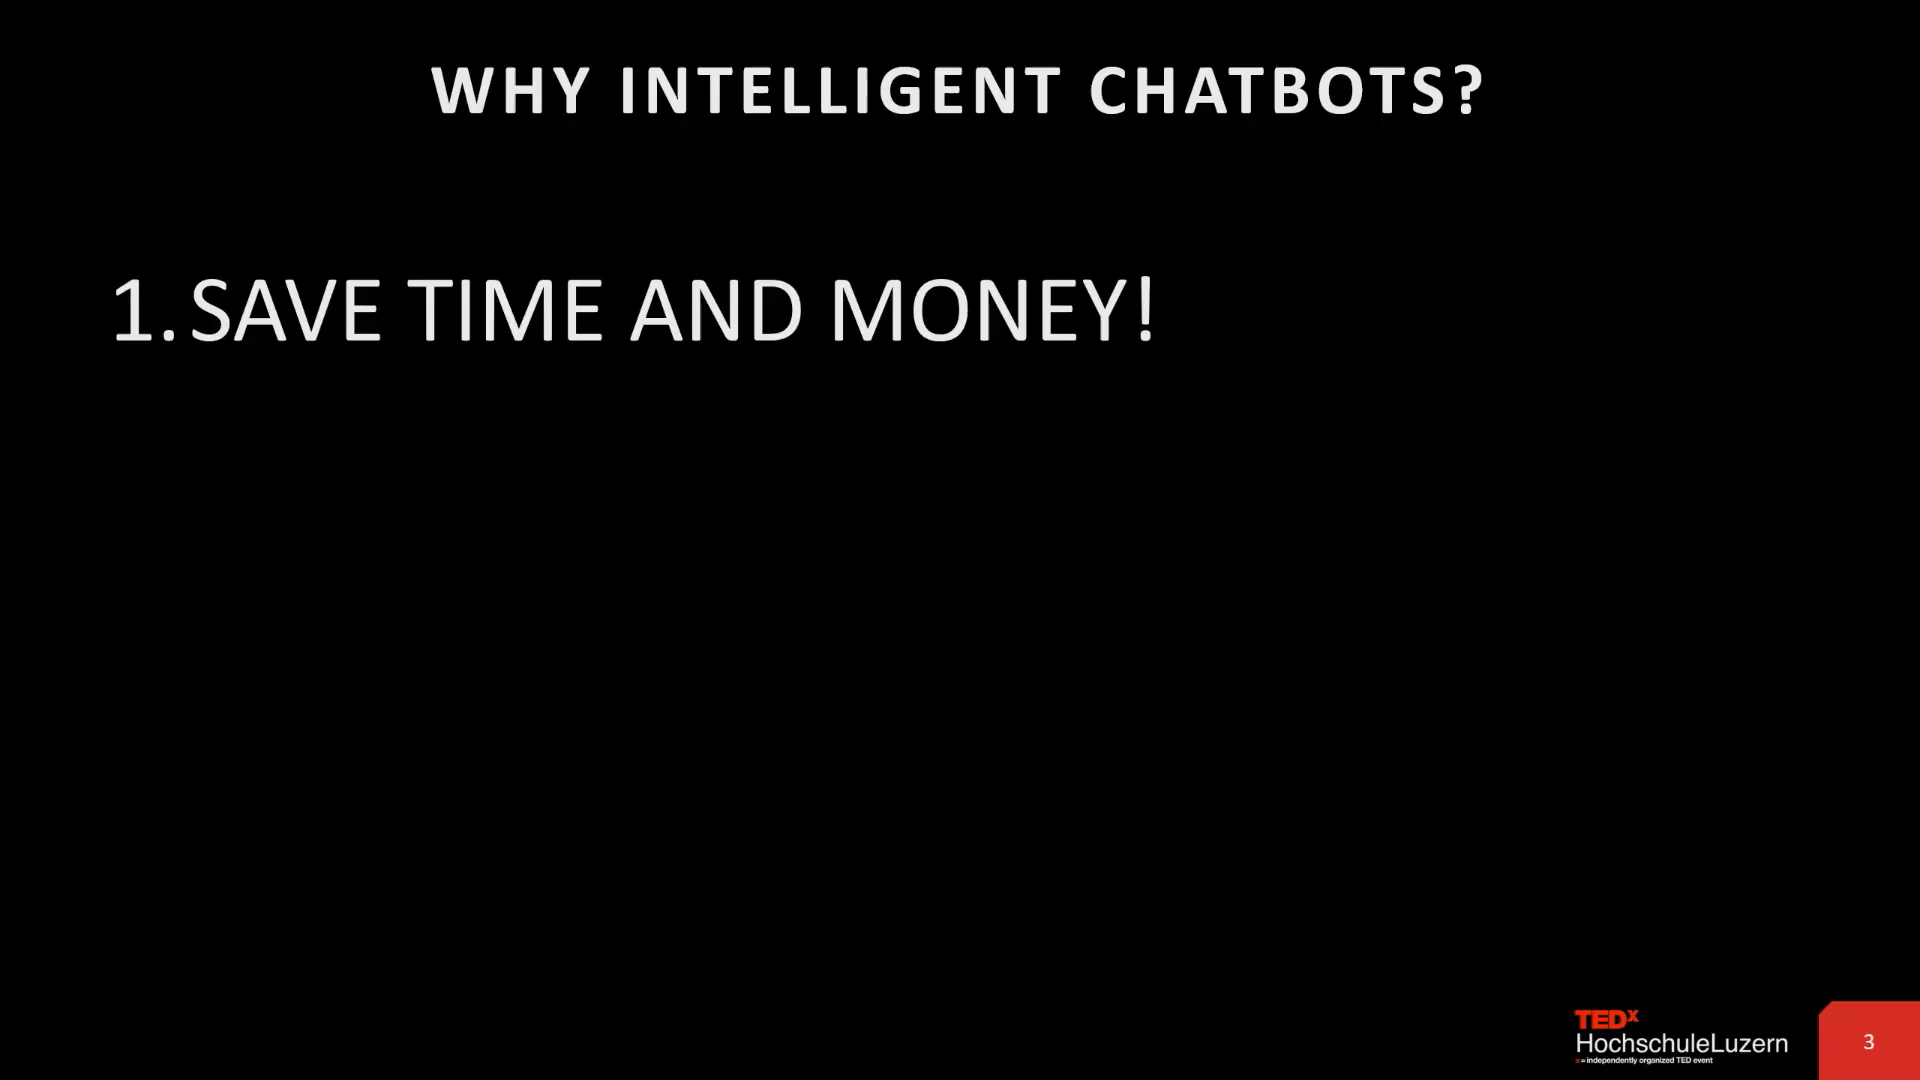 WHY INTELLIGENT CHATBOTS?
1. SAVE TIME AND MONEY!
TEDx
HochschuleLuzern
x = independently organized TED event
3